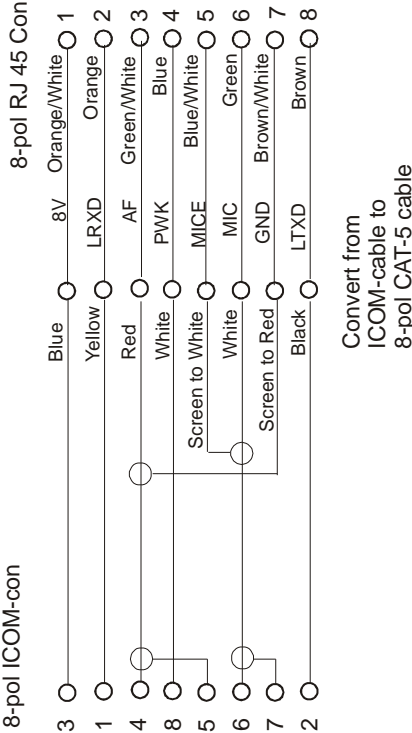 8-pol ICOM-con
8-pol RJ 45 Con
3 Blue 8V Orange/White 1
1 Yellow LRXD Orange 2
4 Red AF Green/White 3
8 White PWK Blue 4
5 Screen to White MICE Blue/White 5
6 White MIC Green 6
7 Screen to Red GND Brown/White 7
2 Black LTXD Brown 8
Convert from
ICOM-cable to
8-pol CAT-5 cable